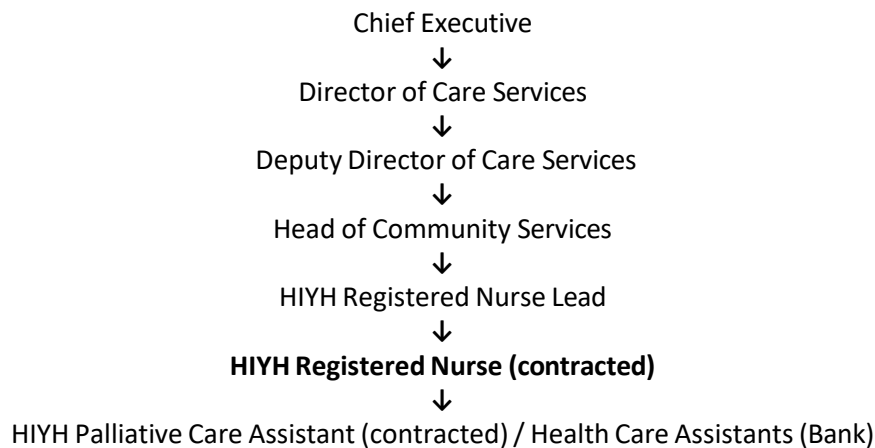 Chief Executive
↓
Director of Care Services
↓
Deputy Director of Care Services
↓
Head of Community Services
↓
HIYH Registered Nurse Lead
↓
HIYH Registered Nurse (contracted)
↓
HIYH Palliative Care Assistant (contracted) / Health Care Assistants (Bank)